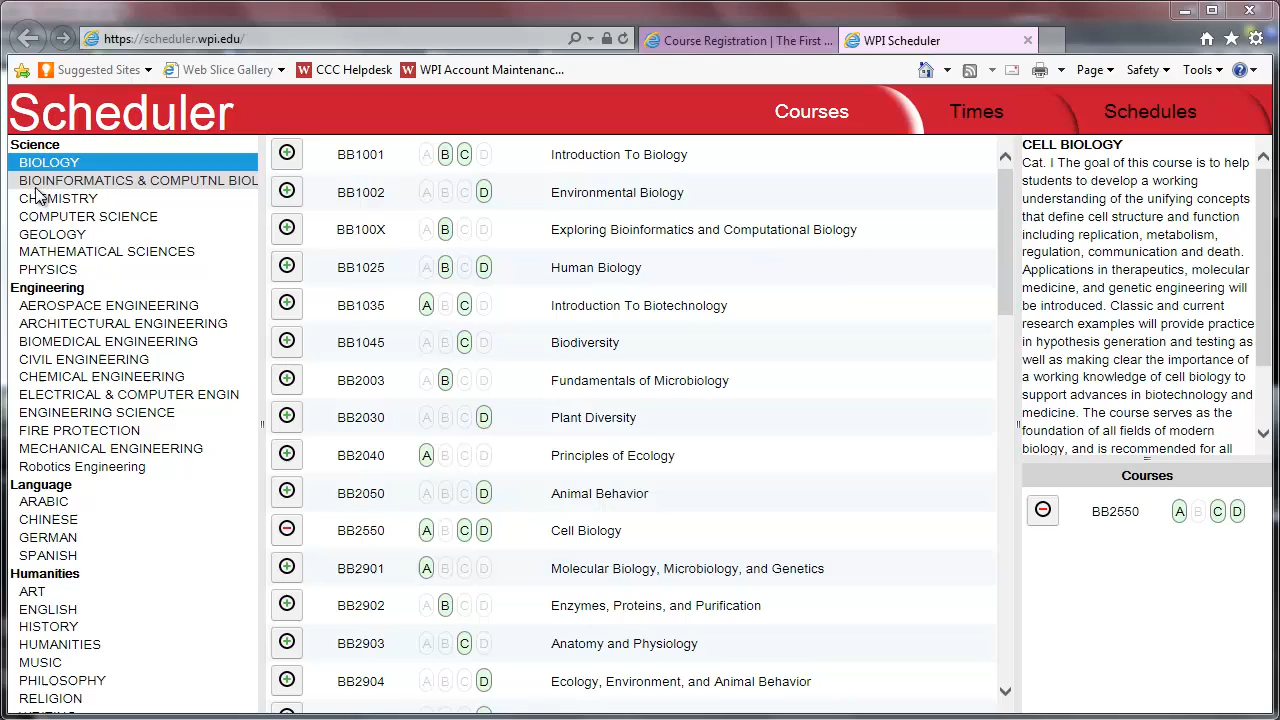 https://scheduler.wpi.edu/
Course Registration | The First ...
WPI Scheduler
Suggested Sites
Web Slice Gallery
CCC Helpdesk
WPI Account Maintenanc...
Page
Safety
Tools
Scheduler
Courses
Times
Schedules
Science
BIOLOGY
BIOINFORMATICS & COMPUTNL BIOL
CHEMISTRY
COMPUTER SCIENCE
GEOLOGY
MATHEMATICAL SCIENCES
PHYSICS
Engineering
AEROSPACE ENGINEERING
ARCHITECTURAL ENGINEERING
BIOMEDICAL ENGINEERING
CIVIL ENGINEERING
CHEMICAL ENGINEERING
ELECTRICAL & COMPUTER ENGIN
ENGINEERING SCIENCE
FIRE PROTECTION
MECHANICAL ENGINEERING
Robotics Engineering
Language
ARABIC
CHINESE
GERMAN
SPANISH
Humanities
ART
ENGLISH
HISTORY
HUMANITIES
MUSIC
PHILOSOPHY
RELIGION
BB1001 A B C D Introduction To Biology
BB1002 A B C D Environmental Biology
BB100X A B C D Exploring Bioinformatics and Computational Biology
BB1025 A B C D Human Biology
BB1035 A B C D Introduction To Biotechnology
BB1045 A B C D Biodiversity
BB2003 A B C D Fundamentals of Microbiology
BB2030 A B C D Plant Diversity
BB2040 A B C D Principles of Ecology
BB2050 A B C D Animal Behavior
BB2550 A B C D Cell Biology
BB2901 A B C D Molecular Biology, Microbiology, and Genetics
BB2902 A B C D Enzymes, Proteins, and Purification
BB2903 A B C D Anatomy and Physiology
BB2904 A B C D Ecology, Environment, and Animal Behavior
CELL BIOLOGY
Cat. I The goal of this course is to help
students to develop a working
understanding of the unifying concepts
that define cell structure and function
including replication, metabolism,
regulation, communication and death.
Applications in therapeutics, molecular
medicine, and genetic engineering will
be introduced. Classic and current
research examples will provide practice
in hypothesis generation and testing as
well as making clear the importance of
a working knowledge of cell biology to
support advances in biotechnology and
medicine. The course serves as the
foundation of all fields of modern
biology, and is recommended for all
Courses
BB2550 A B C D